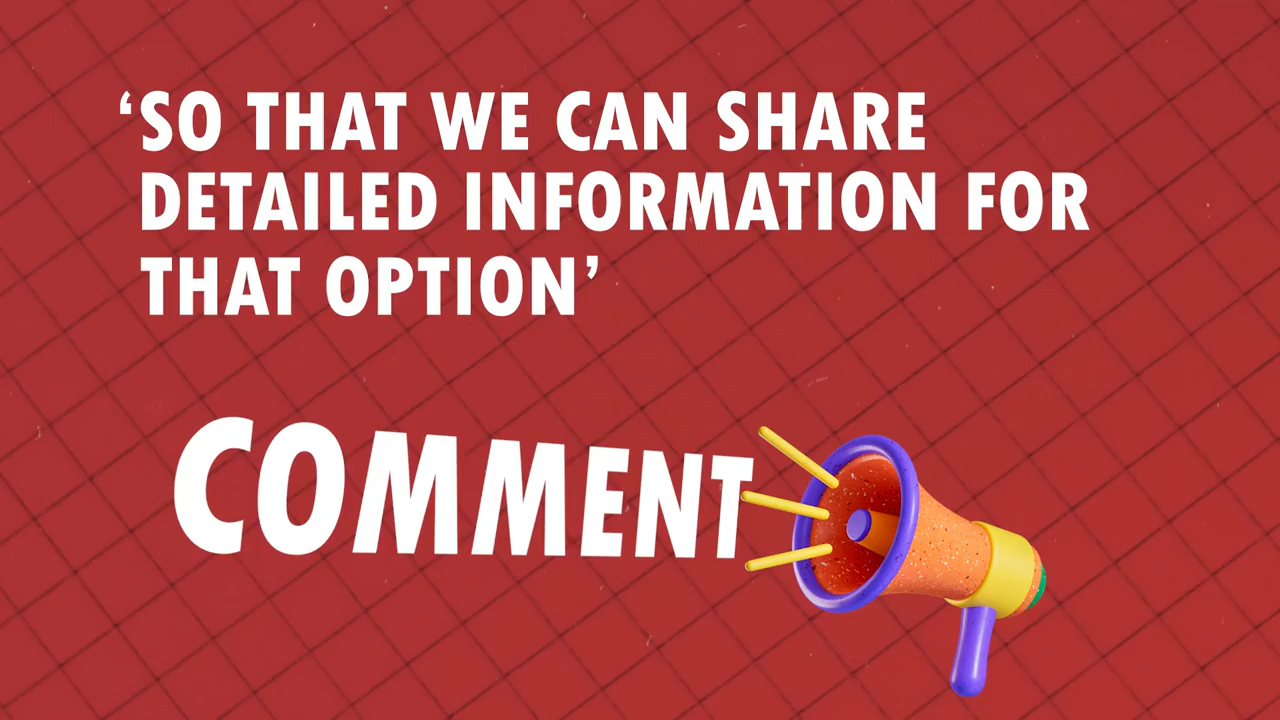 ‘SO THAT WE CAN SHARE
DETAILED INFORMATION FOR
THAT OPTION’
COMMENT